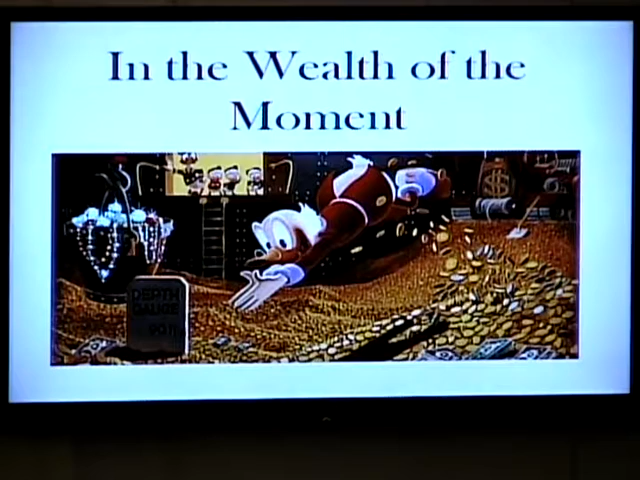 In the Wealth of the
Moment
$
DEPTH
GAUGE
90 ft